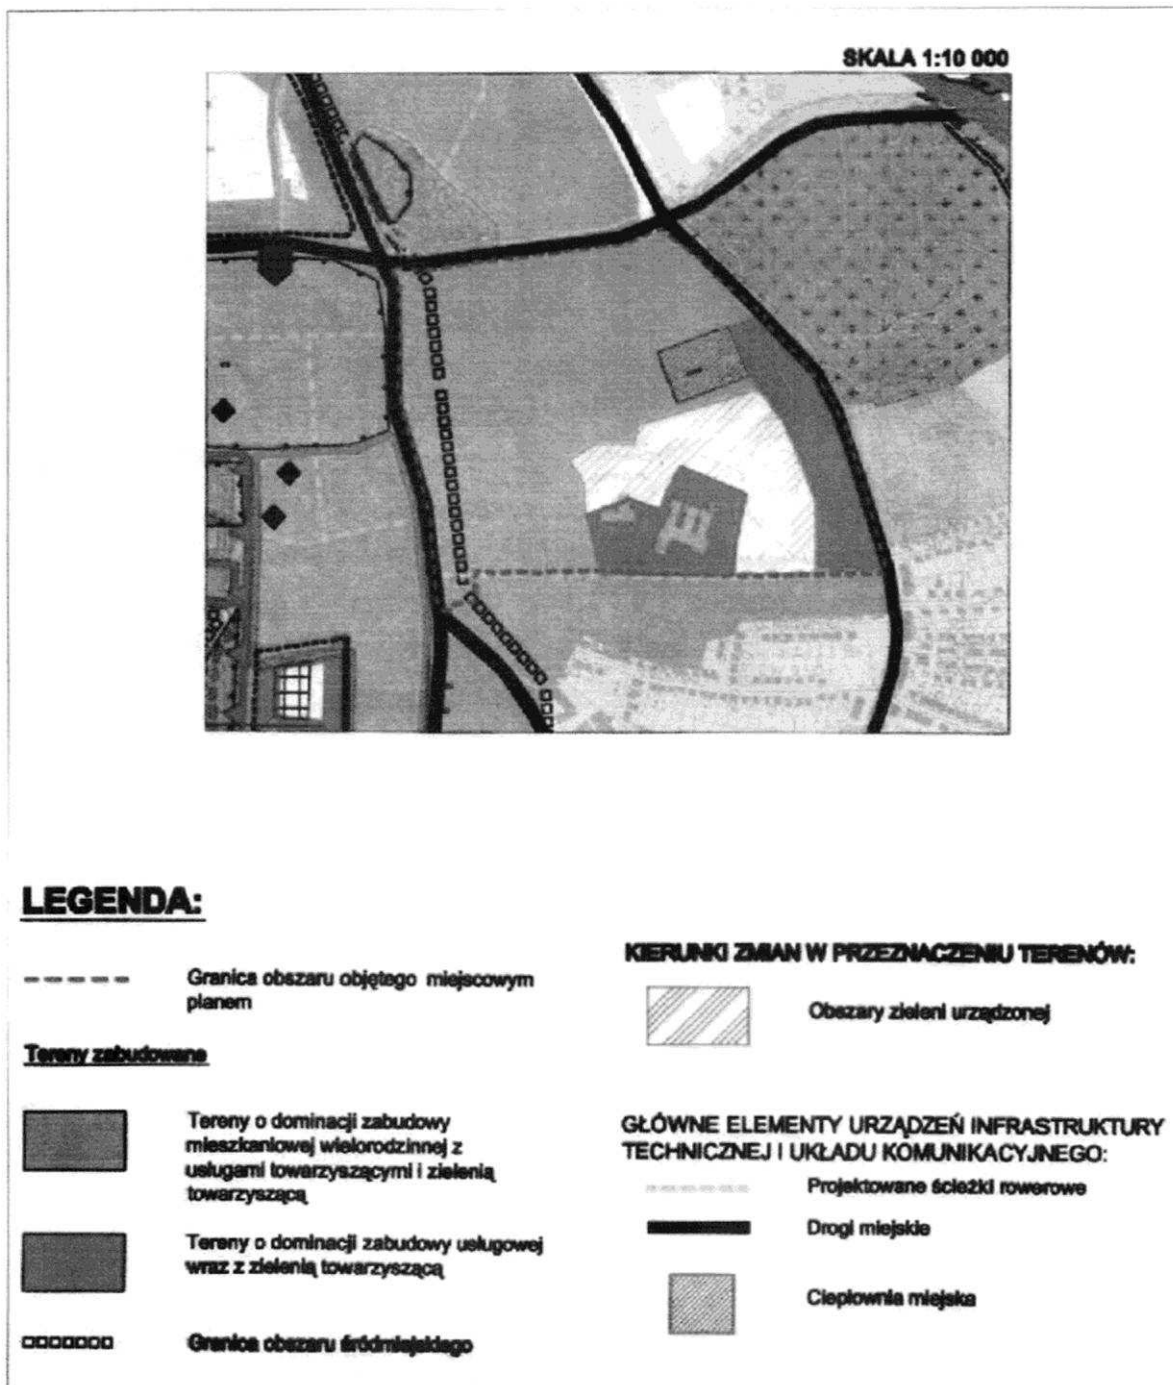 SKALA 1:10 000
LEGENDA:
Granica obszaru objętego miejscowym
planem
Tereny zabudowane
Tereny o dominacji zabudowy
mieszkaniowej wielorodzinnej z
usługami towarzyszącymi i zielenią
towarzyszącą
Tereny o dominacji zabudowy usługowej
wraz z zielenią towarzyszącą
Granica obszaru śródmiejskiego
KIERUNKI ZMIAN W PRZEZNACZENIU TERENÓW:
Obszary zieleni urządzonej
GŁÓWNE ELEMENTY URZĄDZEŃ INFRASTRUKTURY
TECHNICZNEJ I UKŁADU KOMUNIKACYJNEGO:
Projektowane ścieżki rowerowe
Drogi miejskie
Ciepłownia miejska